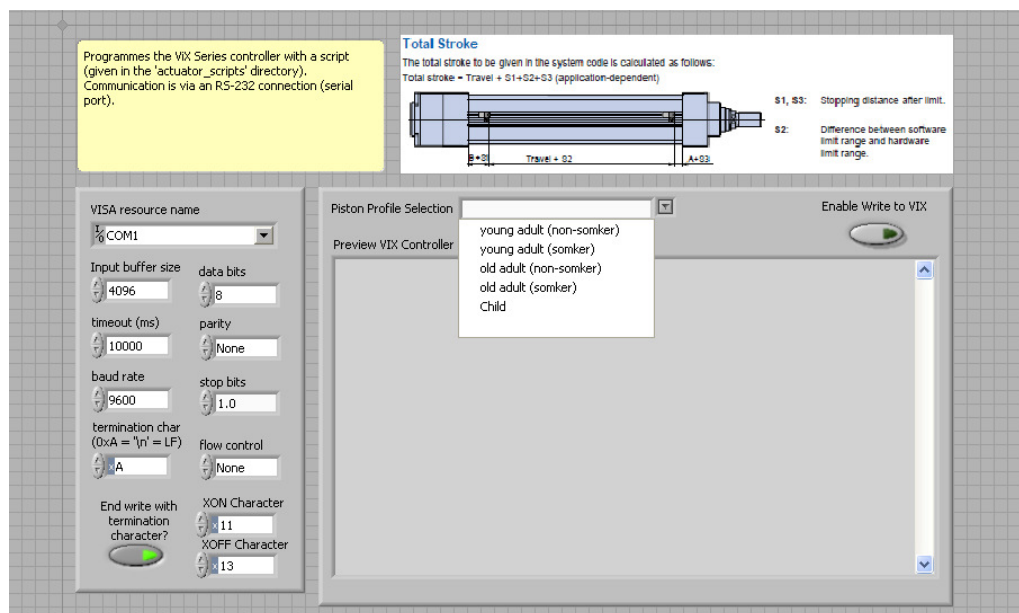 Programmes the ViX Series controller with a script
(given in the 'actuator_scripts' directory).
Communication is via an RS-232 connection (serial
port).
Total Stroke
The total stroke to be given in the system code is calculated as follows:
Total stroke = Travel + S1+S2+S3 (application-dependent)
S1, S3: Stopping distance after limit.
S2: Difference between software
limit range and hardware
limit range.
B+S1 Travel + S2 A+S3
VISA resource name
COM1
Input buffer size
4096
data bits
8
timeout (ms)
10000
parity
None
baud rate
9600
stop bits
1.0
termination char
(0xA = '\n' = LF)
x A
flow control
None
End write with
termination
character?
XON Character
x 11
XOFF Character
x 13
Piston Profile Selection
Enable Write to VIX
Preview VIX Controller
young adult (non-somker)
young adult (somker)
old adult (non-somker)
old adult (somker)
Child